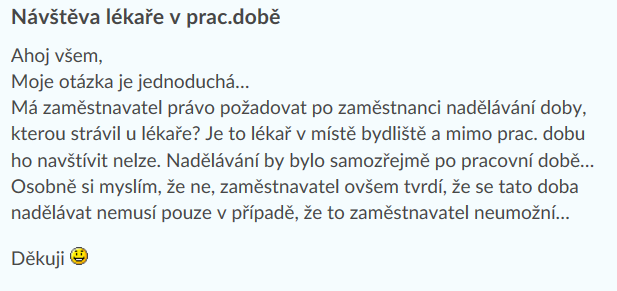 Návštěva lékaře v prac.době
Ahoj všem,
Moje otázka je jednoduchá...
Má zaměstnavatel právo požadovat po zaměstnanci nadělávání doby,
kterou strávil u lékaře? Je to lékař v místě bydliště a mimo prac. dobu
ho navštívit nelze. Nadělávání by bylo samozřejmě po pracovní době...
Osobně si myslím, že ne, zaměstnavatel ovšem tvrdí, že se tato doba
nadělávat nemusí pouze v případě, že to zaměstnavatel neumožní...
Děkuji